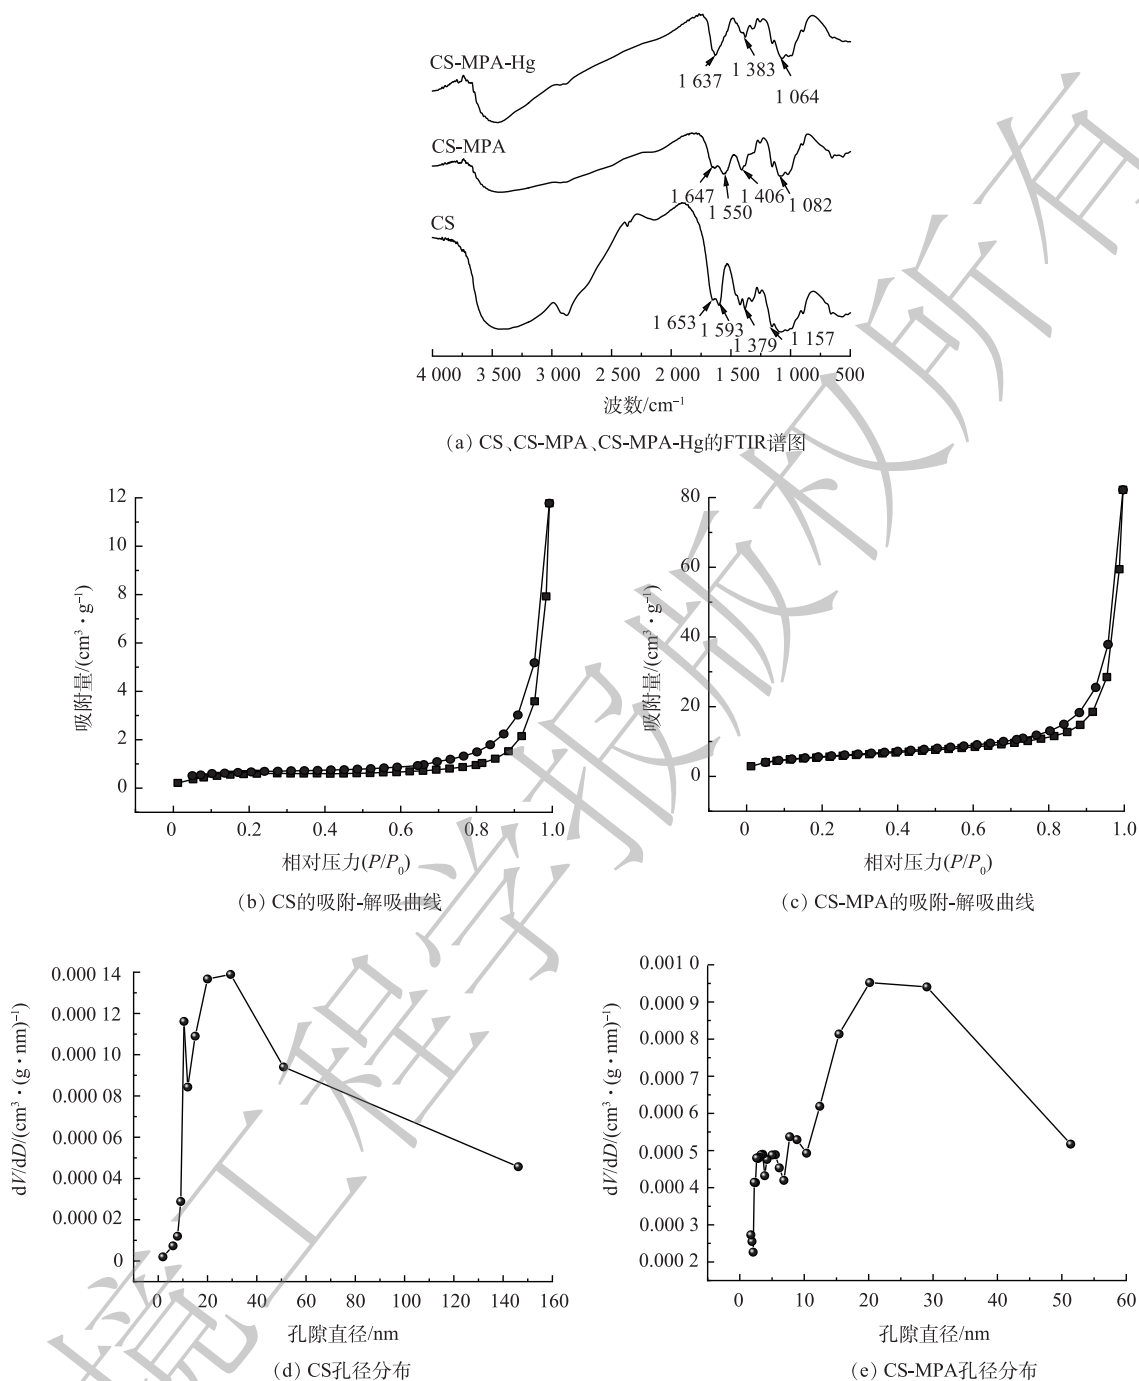 CS-MPA-Hg
1 637
1 383
1 064
CS-MPA
1 647
1 550
1 406
1 082
CS
1 653
1 593
1 379
1 157
4 000 3 500 3 000 2 500 2 000 1 500 1 000 500
波数/cm⁻¹
(a) CS、CS-MPA、CS-MPA-Hg的FTIR谱图
12
10
8
6
4
2
0
吸附量/(cm³·g⁻¹)
0 0.2 0.4 0.6 0.8 1.0
相对压力(P/P₀)
(b) CS的吸附-解吸曲线
80
60
40
20
0
吸附量/(cm³·g⁻¹)
0 0.2 0.4 0.6 0.8 1.0
相对压力(P/P₀)
(c) CS-MPA的吸附-解吸曲线
0.000 14
0.000 12
0.000 10
0.000 08
0.000 06
0.000 04
0.000 02
0
dV/dD/(cm³·(g·nm)⁻¹)
0 20 40 60 80 100 120 140 160
孔隙直径/nm
(d) CS孔径分布
0.001 0
0.000 9
0.000 8
0.000 7
0.000 6
0.000 5
0.000 4
0.000 3
0.000 2
dV/dD/(cm³·(g·nm)⁻¹)
0 10 20 30 40 50 60
孔隙直径/nm
(e) CS-MPA孔径分布
境工程学报版权所有